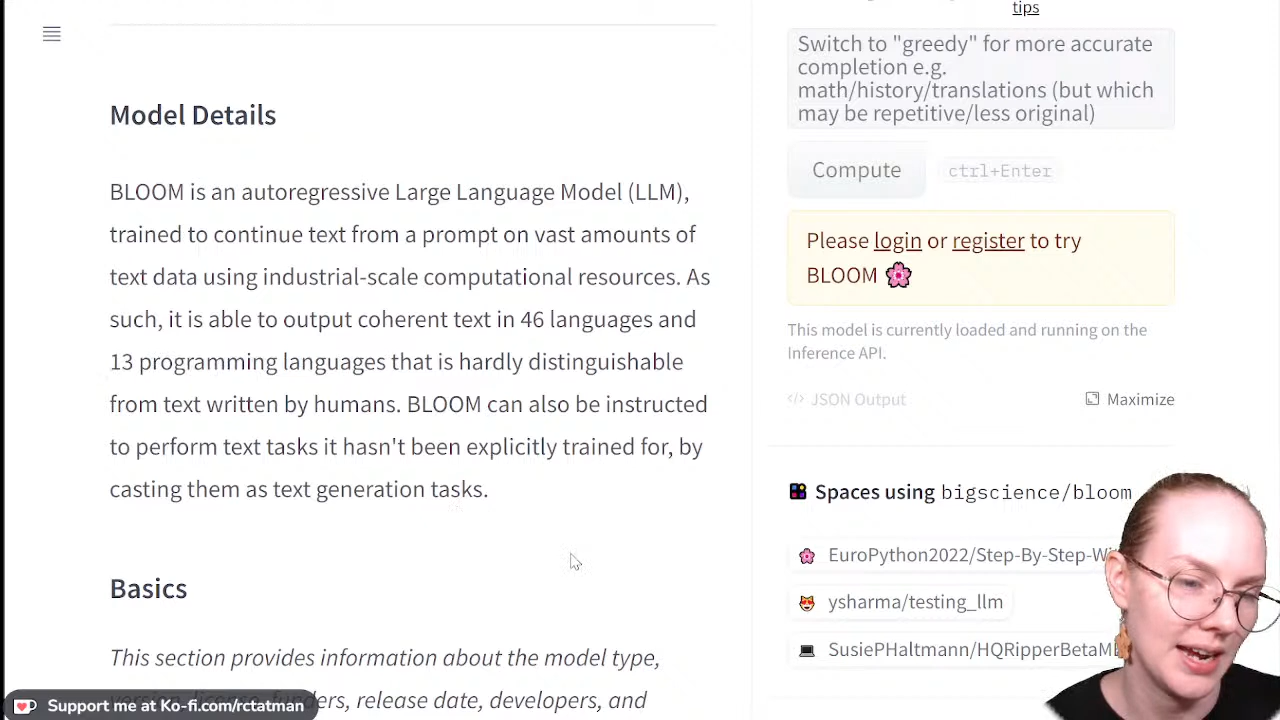 tips
Switch to "greedy" for more accurate
completion e.g.
math/history/translations (but which
may be repetitive/less original)
Compute ctrl+Enter
Please login or register to try
BLOOM 🌸
This model is currently loaded and running on the
Inference API.
</> JSON Output Maximize
Spaces using bigscience/bloom
EuroPython2022/Step-By-Step-Wi
ysharma/testing_llm
SusiePHaltmann/HQRipperBetaM
Model Details
BLOOM is an autoregressive Large Language Model (LLM),
trained to continue text from a prompt on vast amounts of
text data using industrial-scale computational resources. As
such, it is able to output coherent text in 46 languages and
13 programming languages that is hardly distinguishable
from text written by humans. BLOOM can also be instructed
to perform text tasks it hasn't been explicitly trained for, by
casting them as text generation tasks.
Basics
This section provides information about the model type,
funders, release date, developers, and
Support me at Ko-fi.com/rctatman